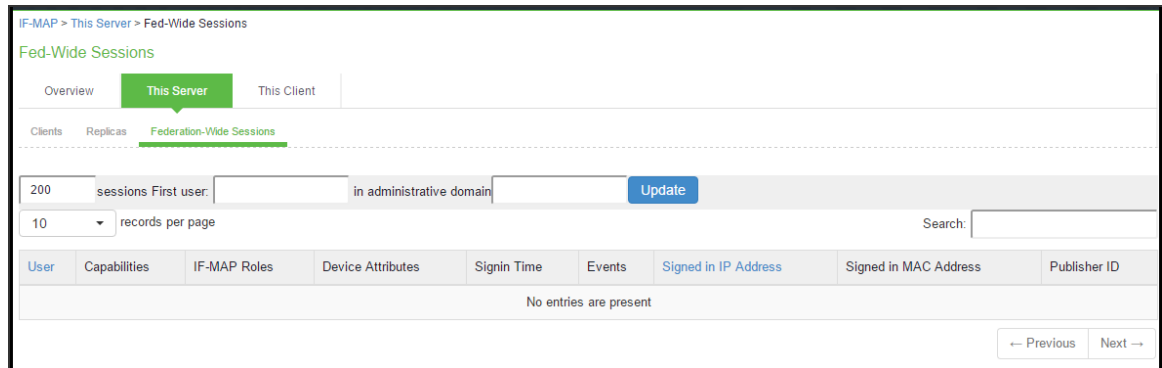 IF-MAP > This Server > Fed-Wide Sessions
Fed-Wide Sessions
Overview This Server This Client
Clients Replicas Federation-Wide Sessions
200 sessions First user: in administrative domain Update
10 records per page Search:
User Capabilities IF-MAP Roles Device Attributes Signin Time Events Signed in IP Address Signed in MAC Address Publisher ID
No entries are present
← Previous Next →